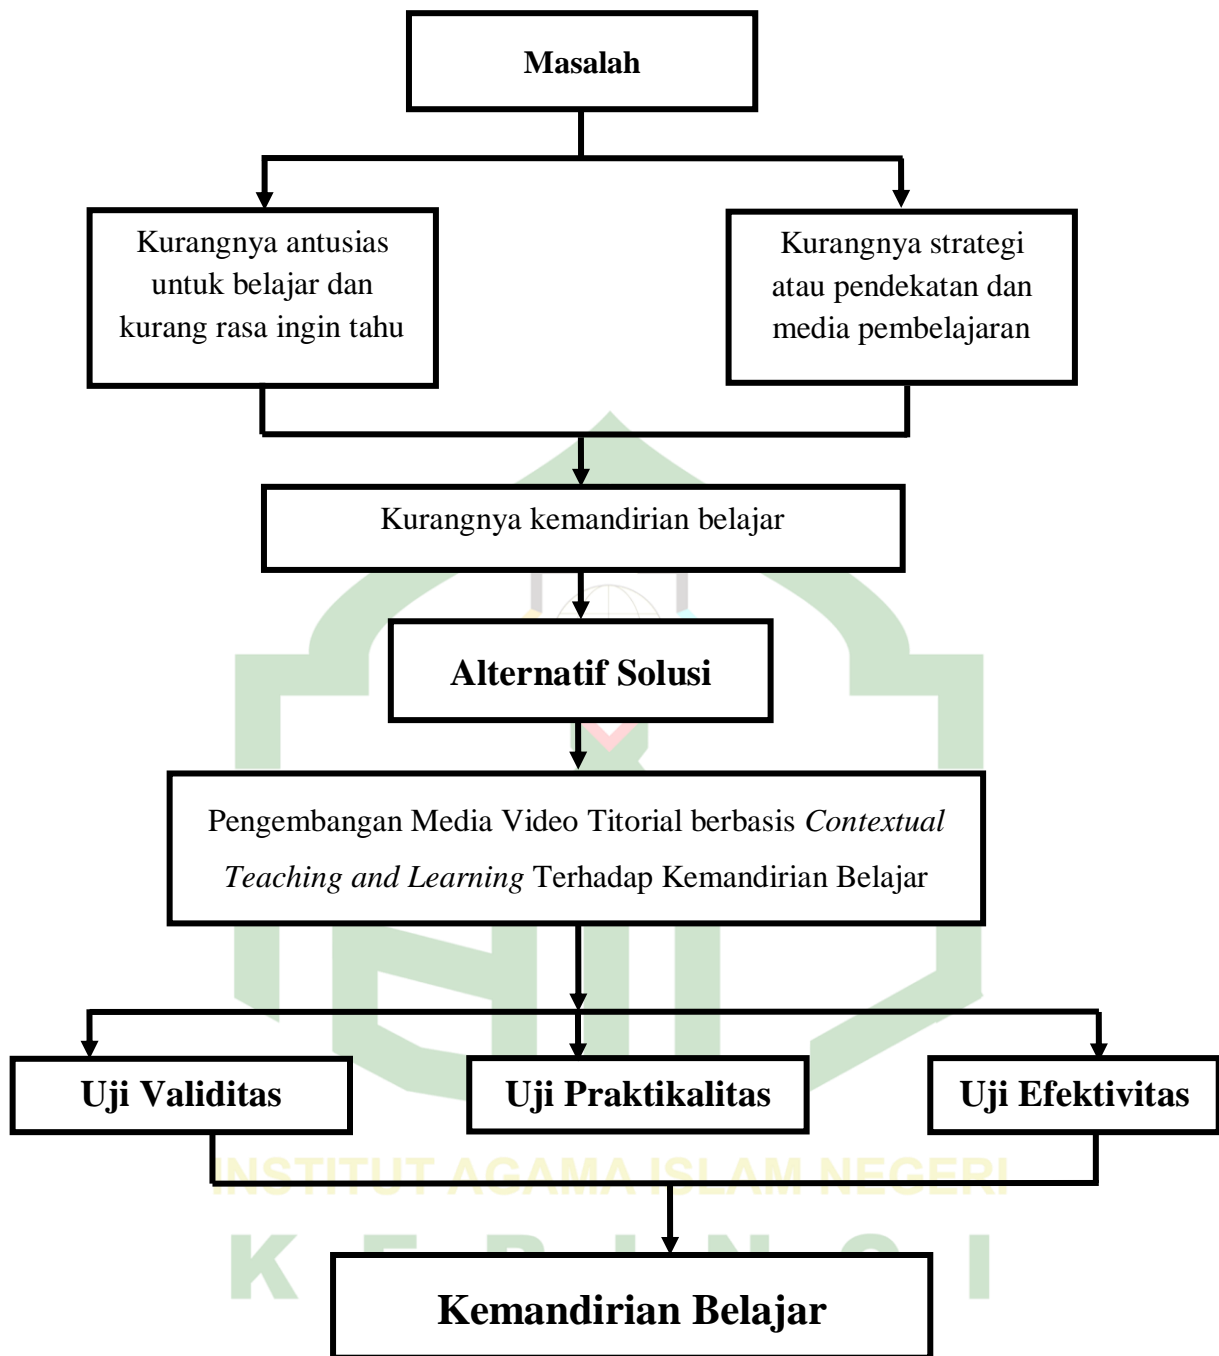 Masalah
Kurangnya antusias
untuk belajar dan
kurang rasa ingin tahu
Kurangnya strategi
atau pendekatan dan
media pembelajaran
Kurangnya kemandirian belajar
Alternatif Solusi
Pengembangan Media Video Titorial berbasis Contextual
Teaching and Learning Terhadap Kemandirian Belajar
Uji Validitas
Uji Praktikalitas
Uji Efektivitas
INSTITUT AGAMA ISLAM NEGERI
K E R I N C I
Kemandirian Belajar